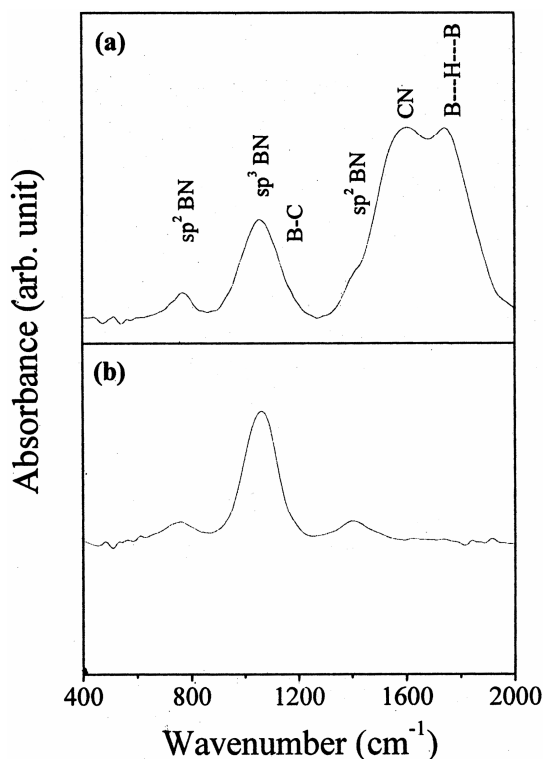 (a)
sp² BN
sp³ BN
B-C
sp² BN
CN
B---H---B
Absorbance (arb. unit)
(b)
400 800 1200 1600 2000
Wavenumber (cm⁻¹)